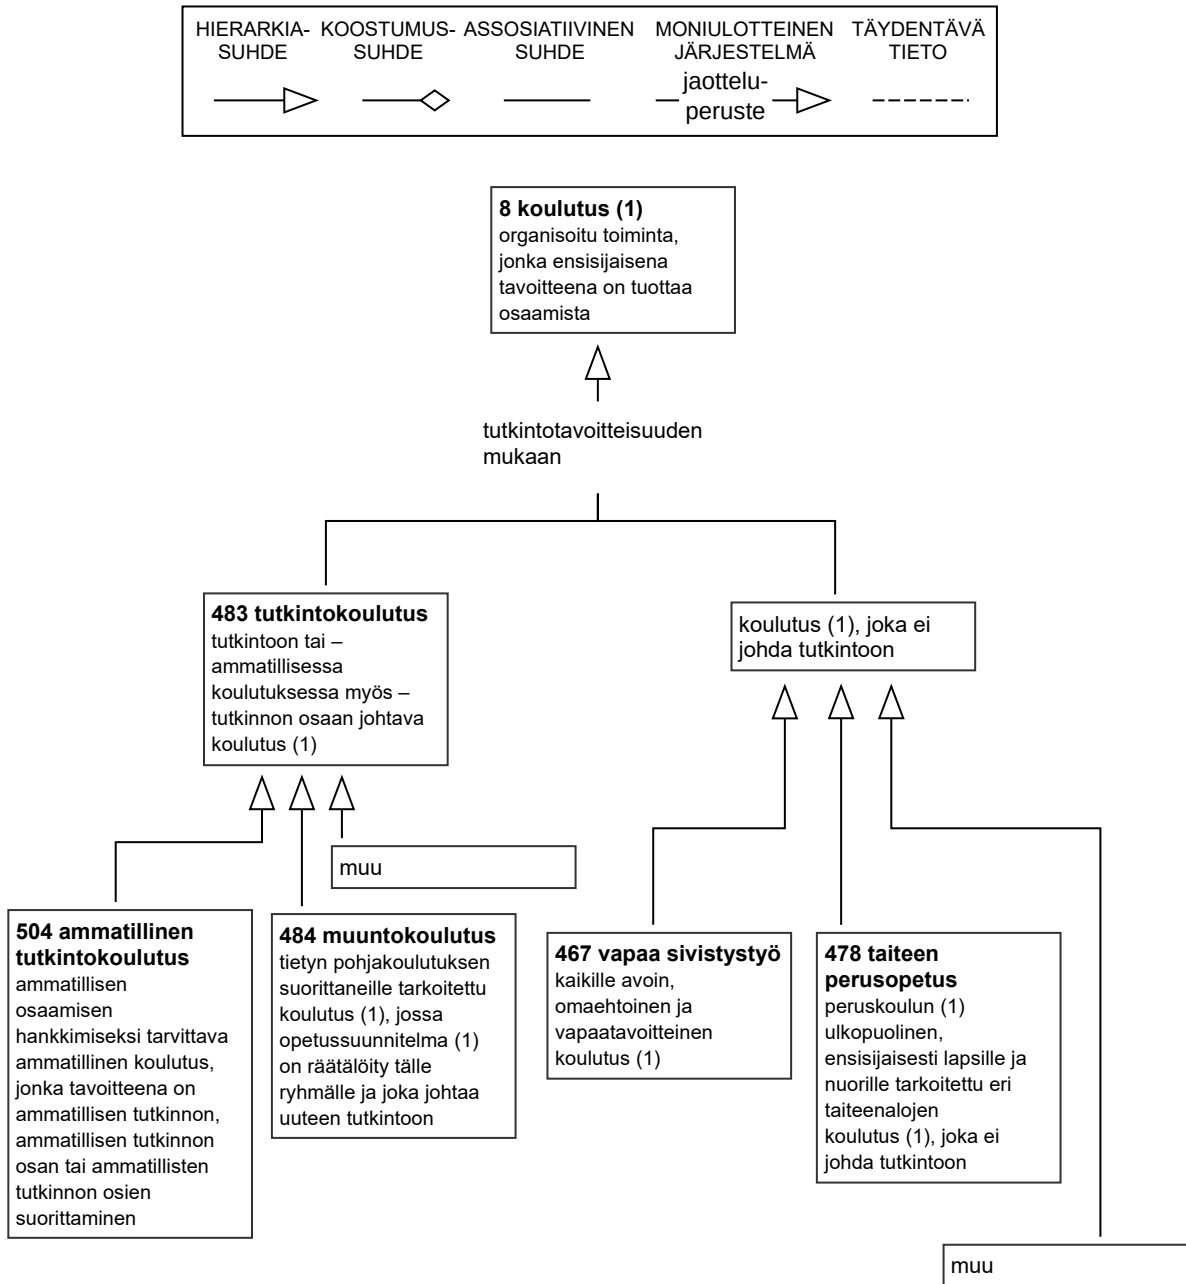 HIERARKIA-
SUHDE
KOOSTUMUS-
SUHDE
ASSOSIATIIVINEN
SUHDE
MONIULOTTEINEN
JÄRJESTELMÄ
TÄYDENTÄVÄ
TIETO
jaottelu-
peruste
8 koulutus (1)
organisoitu toiminta,
jonka ensisijaisena
tavoitteena on tuottaa
osaamista
tutkintotavoitteisuuden
mukaan
483 tutkintokoulutus
tutkintoon tai –
ammatillisessa
koulutuksessa myös –
tutkinnon osaan johtava
koulutus (1)
koulutus (1), joka ei
johda tutkintoon
muu
504 ammatillinen
tutkintokoulutus
ammatillisen
osaamisen
hankkimiseksi tarvittava
ammatillinen koulutus,
jonka tavoitteena on
ammatillisen tutkinnon,
ammatillisen tutkinnon
osan tai ammatillisten
tutkinnon osien
suorittaminen
484 muuntokoulutus
tietyn pohjakoulutuksen
suorittaneille tarkoitettu
koulutus (1), jossa
opetussuunnitelma (1)
on räätälöity tälle
ryhmälle ja joka johtaa
uuteen tutkintoon
467 vapaa sivistystyö
kaikille avoin,
omaehtoinen ja
vapaatavoitteinen
koulutus (1)
478 taiteen
perusopetus
peruskoulun (1)
ulkopuolinen,
ensisijaisesti lapsille ja
nuorille tarkoitettu eri
taiteenalojen
koulutus (1), joka ei
johda tutkintoon
muu